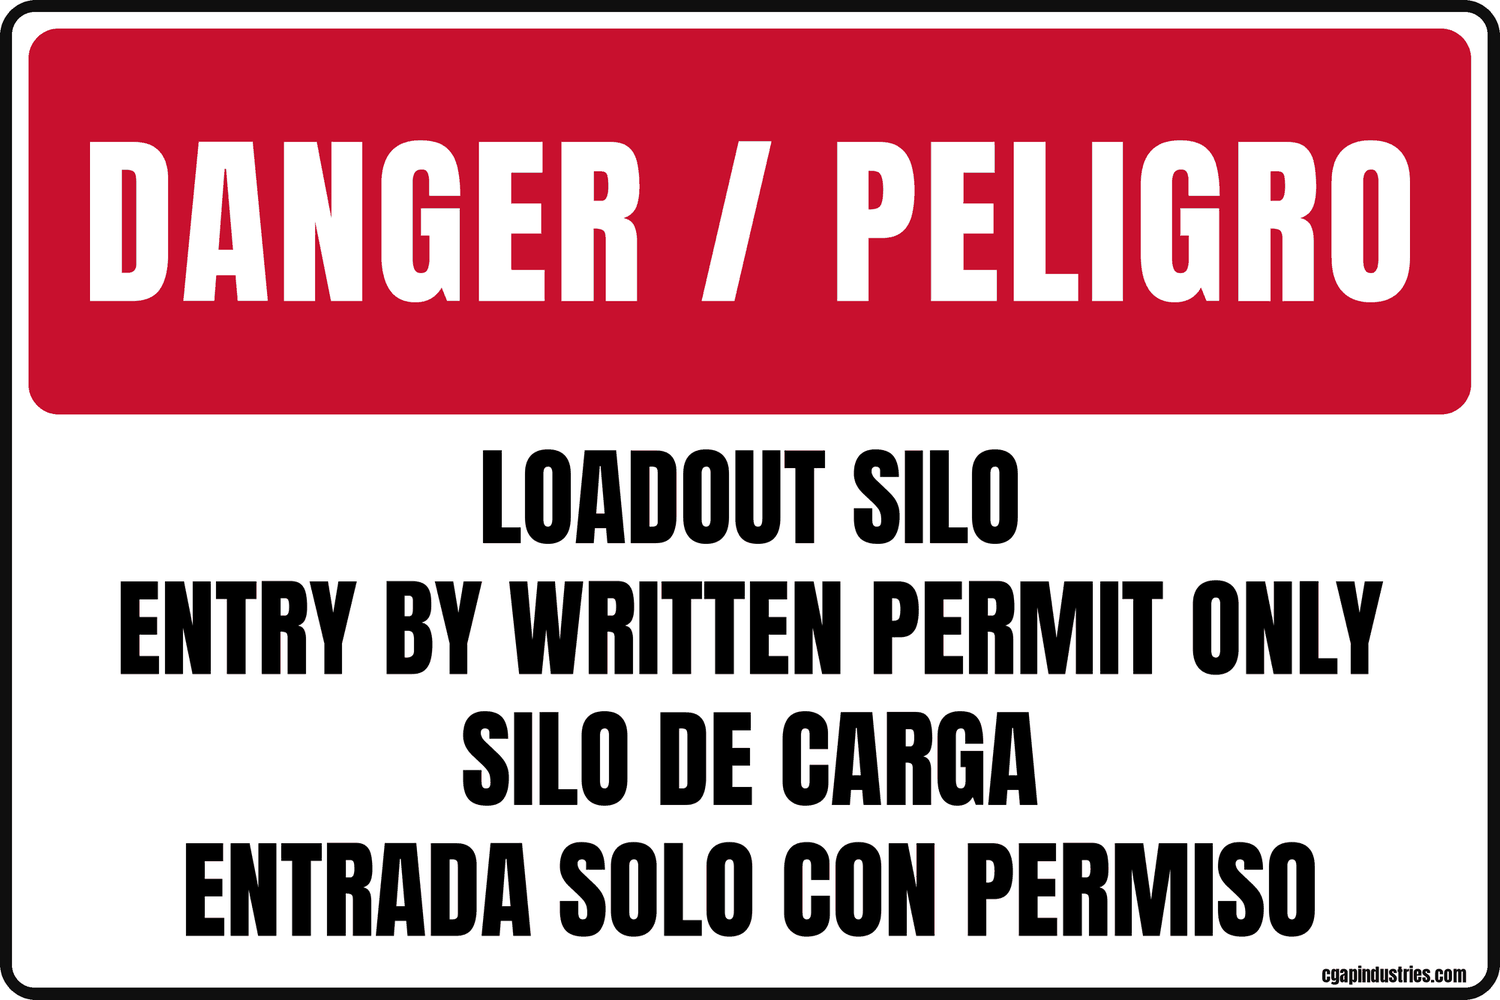 DANGER / PELIGRO
LOADOUT SILO
ENTRY BY WRITTEN PERMIT ONLY
SILO DE CARGA
ENTRADA SOLO CON PERMISO
cgapindustries.com